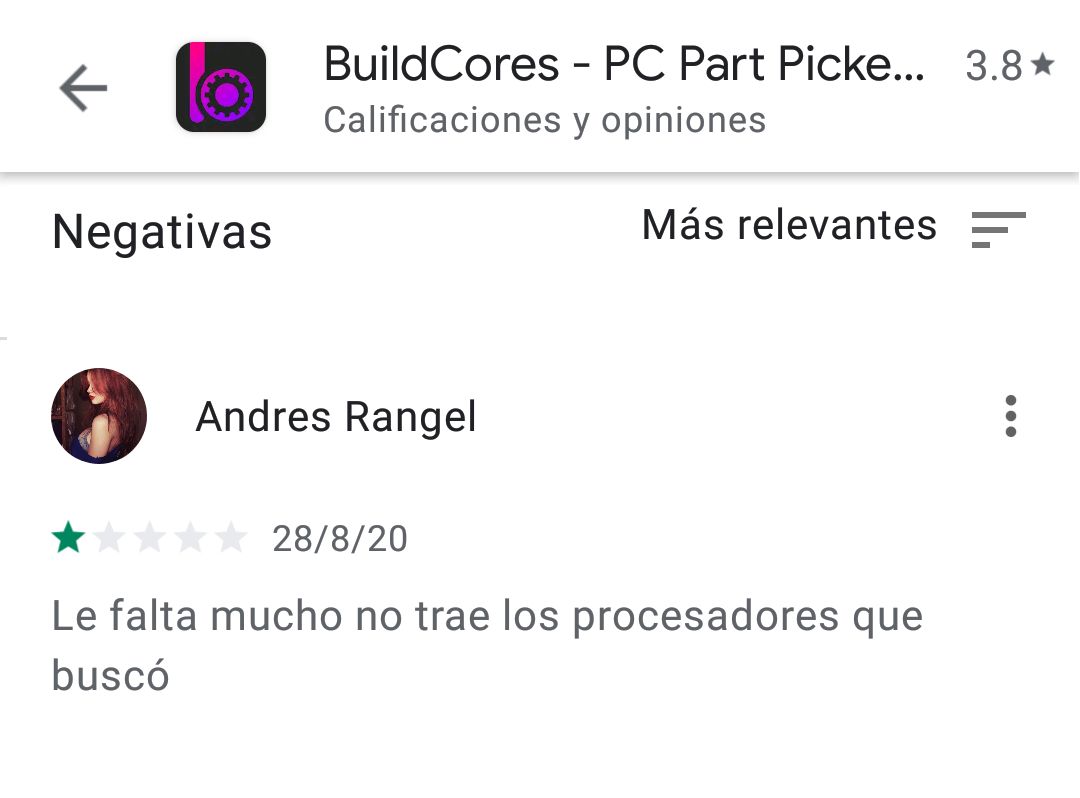 BuildCores - PC Part Picke... 3.8
Calificaciones y opiniones
Negativas
Más relevantes
Andres Rangel
28/8/20
Le falta mucho no trae los procesadores que
buscó